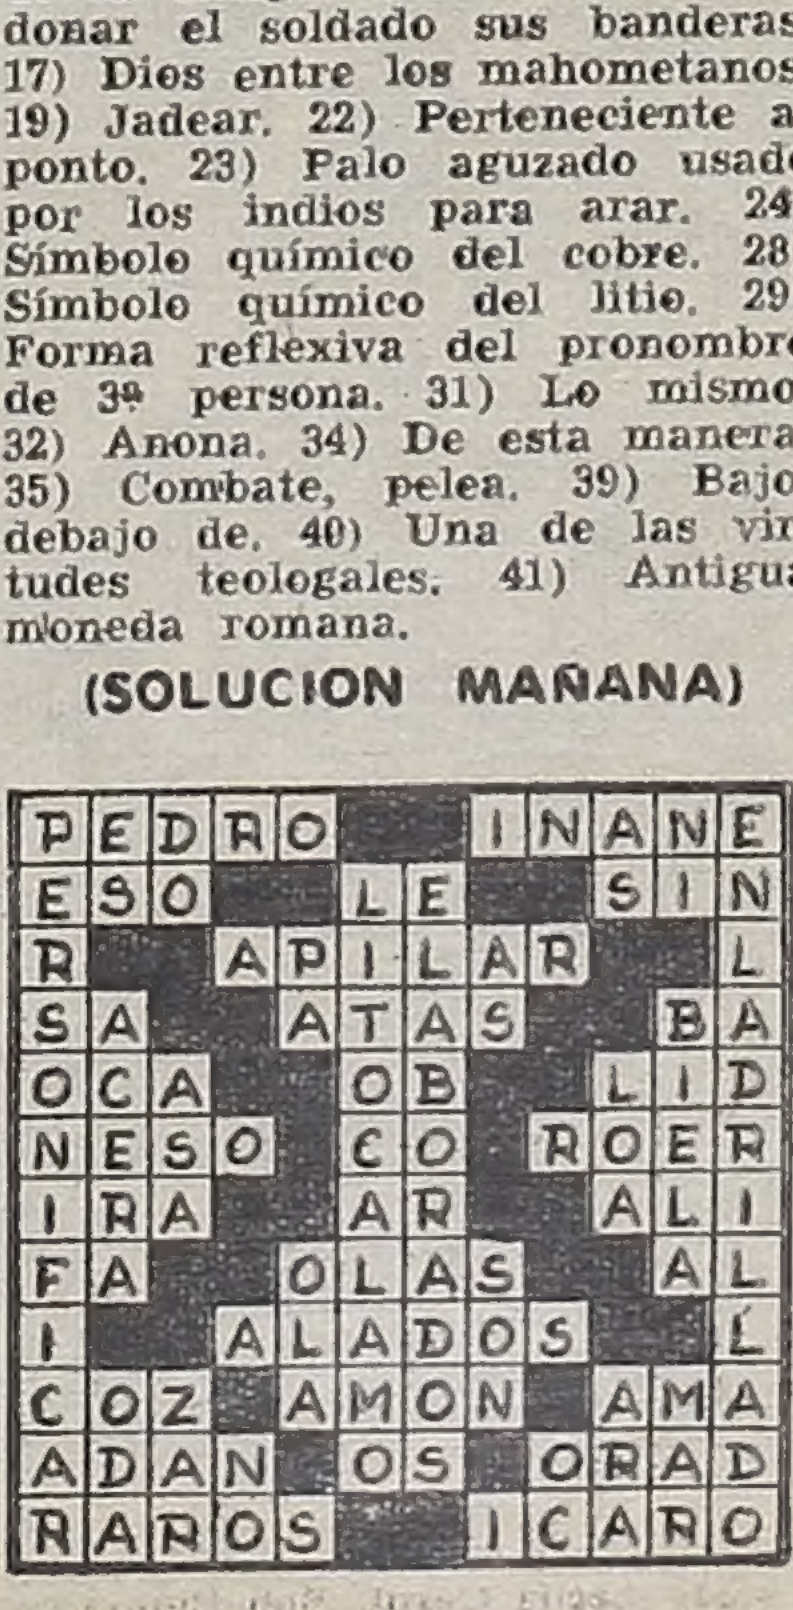 donar el soldado sus banderas
17) Dios entre los mahometanos
19) Jadear. 22) Perteneciente a
ponto. 23) Palo aguzado usado
por los indios para arar. 24
Símbolo químico del cobre. 28
Símbolo químico del litio. 29
Forma reflexiva del pronombre
de 3ª persona. 31) Lo mismo
32) Anona. 34) De esta manera
35) Combate, pelea. 39) Bajo
debajo de. 40) Una de las vir
tudes teologales. 41) Antigua
moneda romana.
(SOLUCION MAÑANA)
PEDRO INANE
ESO LE SIN
R APILAR L
SA ATAS BA
OCA OB LID
NESO CO ROER
IRA AR ALI
FA OLAS AL
I ALADOS L
COZ AMON AMA
ADAN OS ORAD
RAROS ICARO